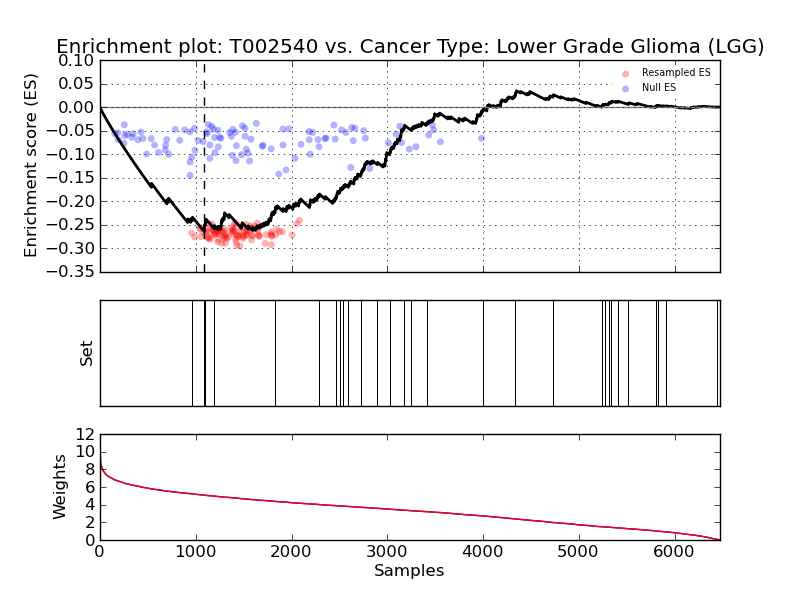 Enrichment plot: T002540 vs. Cancer Type: Lower Grade Glioma (LGG)
Enrichment score (ES)
0.10
0.05
0.00
−0.05
−0.10
−0.15
−0.20
−0.25
−0.30
−0.35
Resampled ES
Null ES
Set
Weights
12
10
8
6
4
2
0
0 1000 2000 3000 4000 5000 6000
Samples